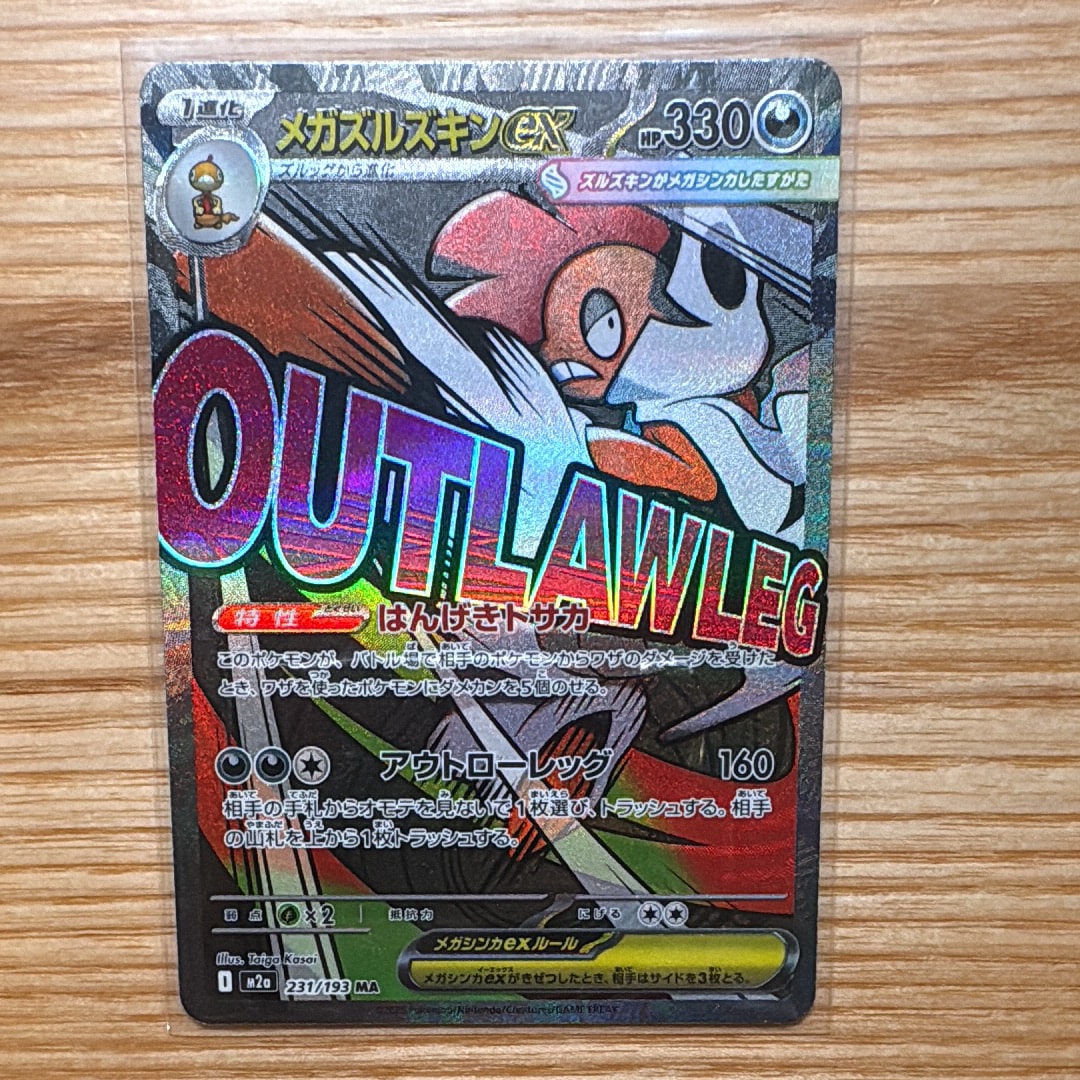 1進化
メガズルズキンex
HP330
ズルッグから進化
ズルズキンがメガシンカしたすがた
OUTLAWLEG
特性 はんげきトサカ
このポケモンが、バトル場で相手のポケモンからワザのダメージを受けた
とき、ワザを使ったポケモンにダメカンを5個のせる。
アウトローレッグ 160
相手の手札からオモテを見ないで1枚選び、トラッシュする。相手
の山札を上から1枚トラッシュする。
弱点 ×2 抵抗力 にげる
メガシンカexルール
メガシンカexがきぜつしたとき、相手はサイドを3枚とる。
Illus. Taiga Kasai
I m2a 231/193 MA
©2025 Pokémon/Nintendo/Creatures/GAME FREAK